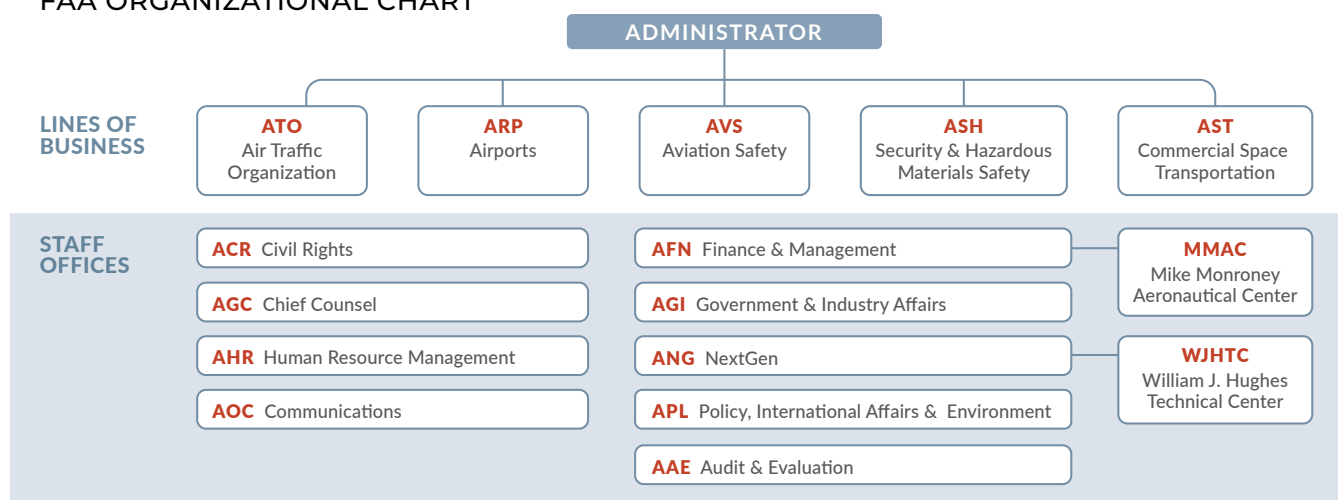 FAA ORGANIZATIONAL CHART
ADMINISTRATOR
LINES OF
BUSINESS
ATO
Air Traffic
Organization
ARP
Airports
AVS
Aviation Safety
ASH
Security & Hazardous
Materials Safety
AST
Commercial Space
Transportation
STAFF
OFFICES
ACR Civil Rights
AGC Chief Counsel
AHR Human Resource Management
AOC Communications
AFN Finance & Management
AGI Government & Industry Affairs
ANG NextGen
APL Policy, International Affairs & Environment
AAE Audit & Evaluation
MMAC
Mike Monroney
Aeronautical Center
WJHTC
William J. Hughes
Technical Center